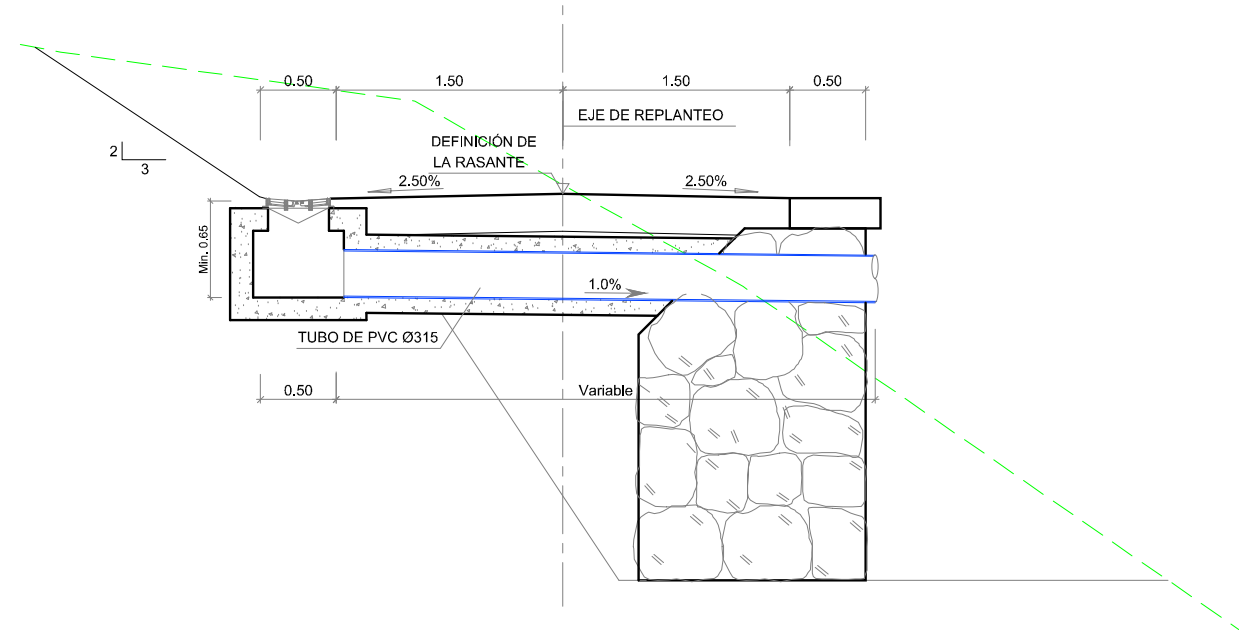 0.50
1.50
1.50
0.50
EJE DE REPLANTEO
DEFINICIÓN DE
LA RASANTE
2
3
2.50%
2.50%
Min. 0.65
1.0%
TUBO DE PVC Ø315
0.50
Variable